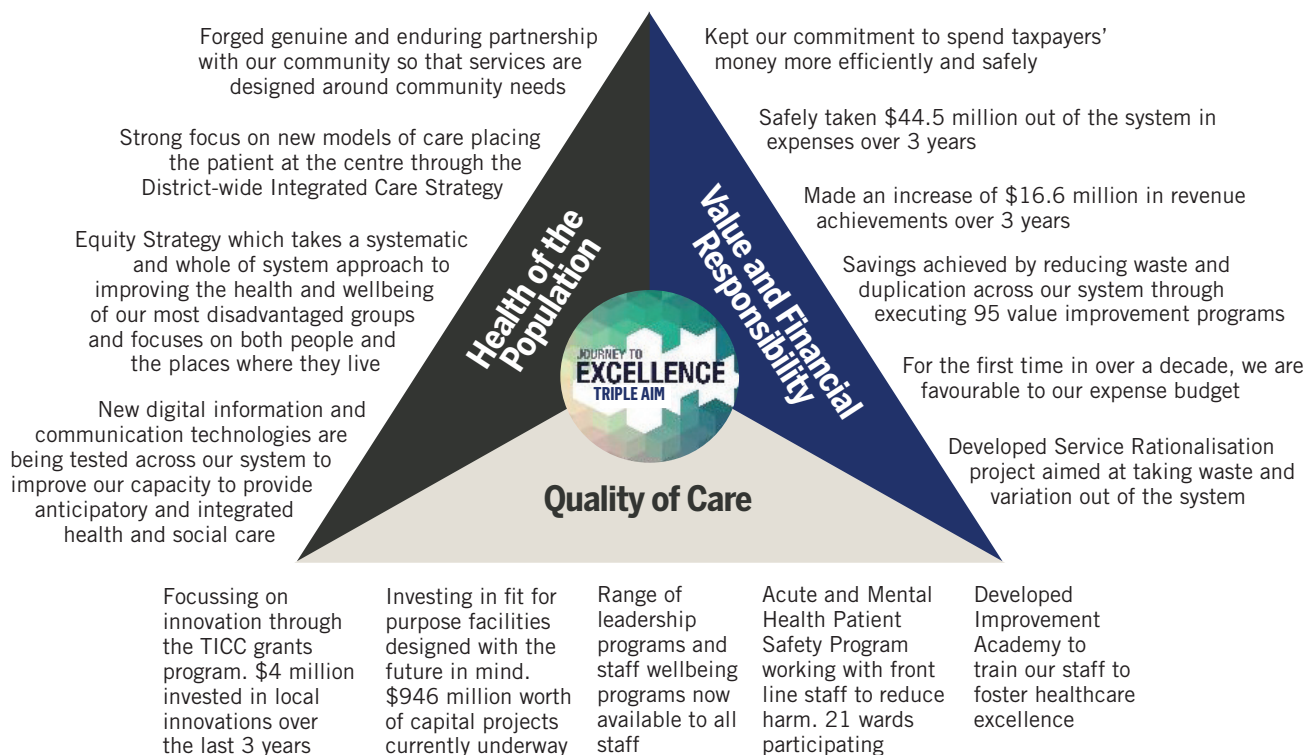 Forged genuine and enduring partnership
with our community so that services are
designed around community needs
Strong focus on new models of care placing
the patient at the centre through the
District-wide Integrated Care Strategy
Equity Strategy which takes a systematic
and whole of system approach to
improving the health and wellbeing
of our most disadvantaged groups
and focuses on both people and
the places where they live
New digital information and
communication technologies are
being tested across our system to
improve our capacity to provide
anticipatory and integrated
health and social care
Health of the
Population
JOURNEY TO
EXCELLENCE
TRIPLE AIM
Value and Financial
Responsibility
Kept our commitment to spend taxpayers’
money more efficiently and safely
Safely taken $44.5 million out of the system in
expenses over 3 years
Made an increase of $16.6 million in revenue
achievements over 3 years
Savings achieved by reducing waste and
duplication across our system through
executing 95 value improvement programs
For the first time in over a decade, we are
favourable to our expense budget
Developed Service Rationalisation
project aimed at taking waste and
variation out of the system
Quality of Care
Focussing on
innovation through
the TICC grants
program. $4 million
invested in local
innovations over
the last 3 years
Investing in fit for
purpose facilities
designed with the
future in mind.
$946 million worth
of capital projects
currently underway
Range of
leadership
programs and
staff wellbeing
programs now
available to all
staff
Acute and Mental
Health Patient
Safety Program
working with front
line staff to reduce
harm. 21 wards
participating
Developed
Improvement
Academy to
train our staff to
foster healthcare
excellence